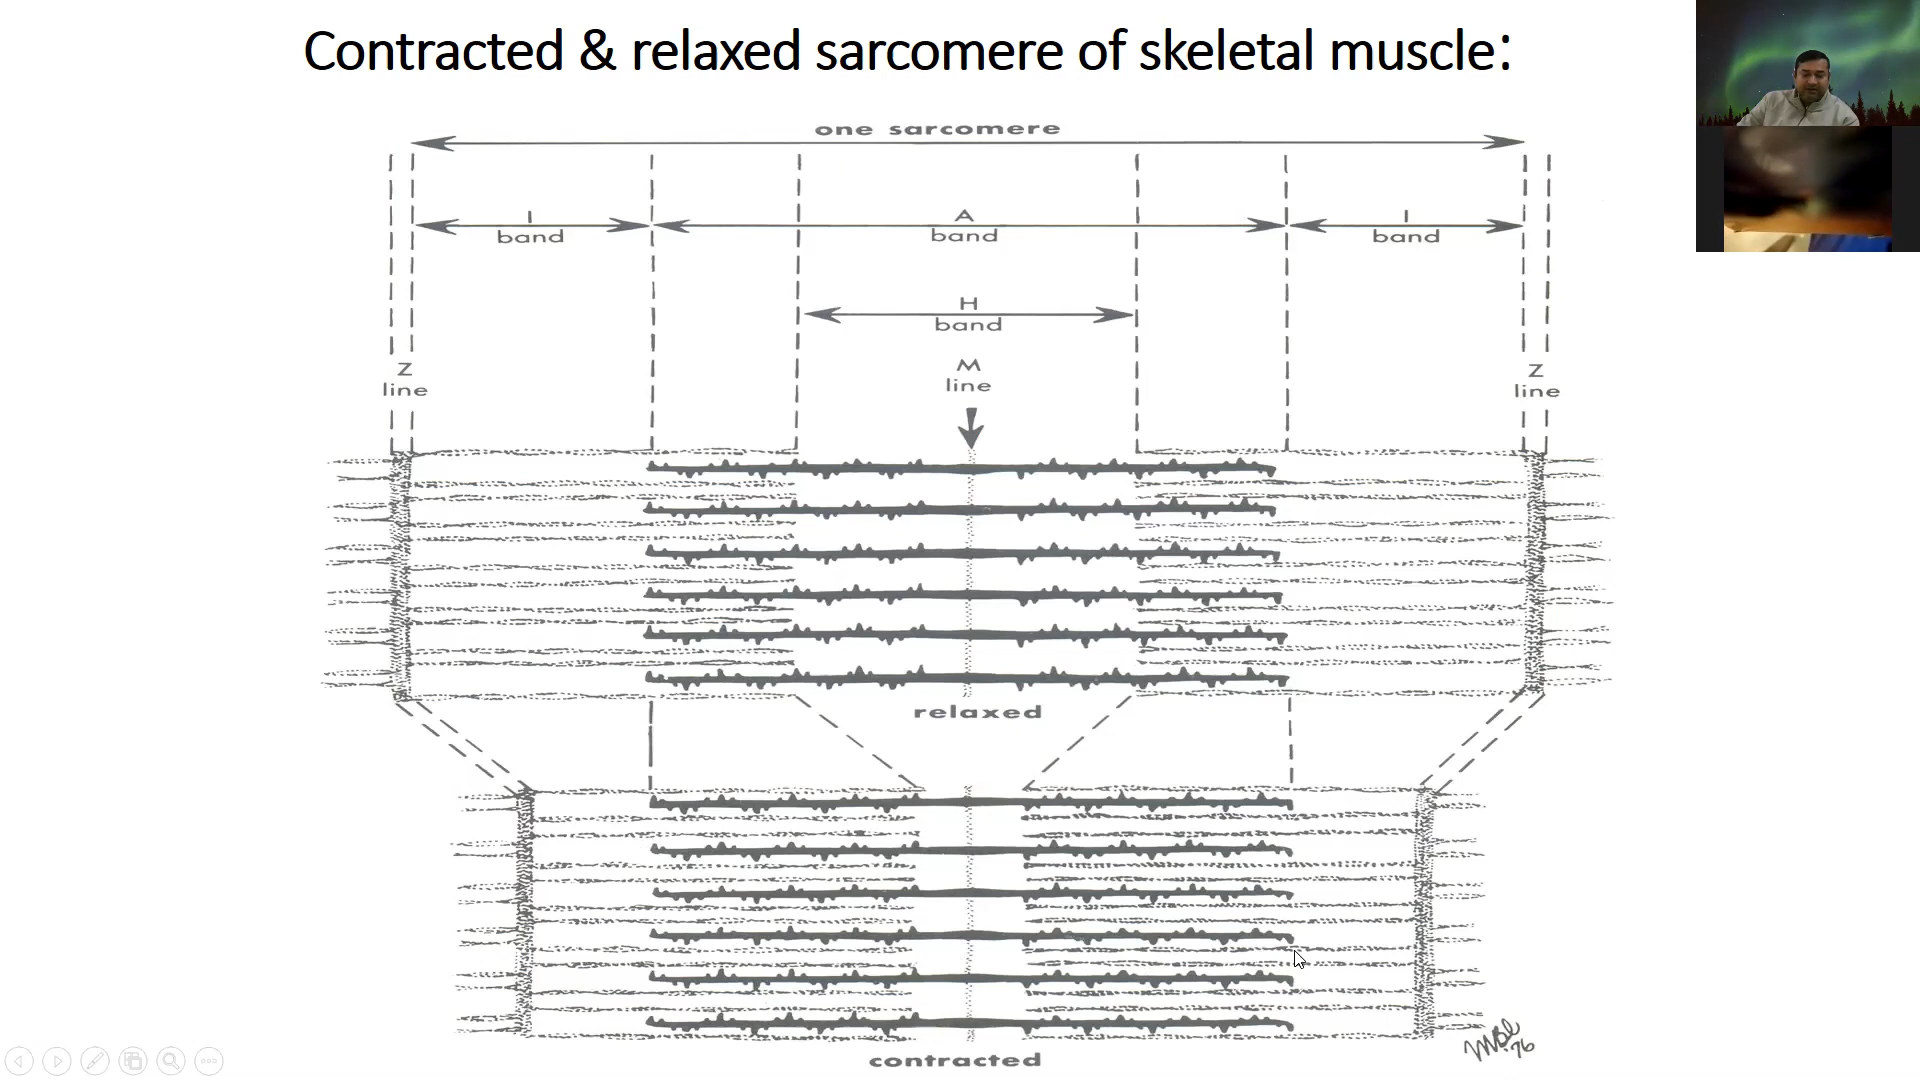 Contracted & relaxed sarcomere of skeletal muscle:
one sarcomere
I
band
A
band
I
band
H
band
M
line
Z
line
Z
line
relaxed
contracted